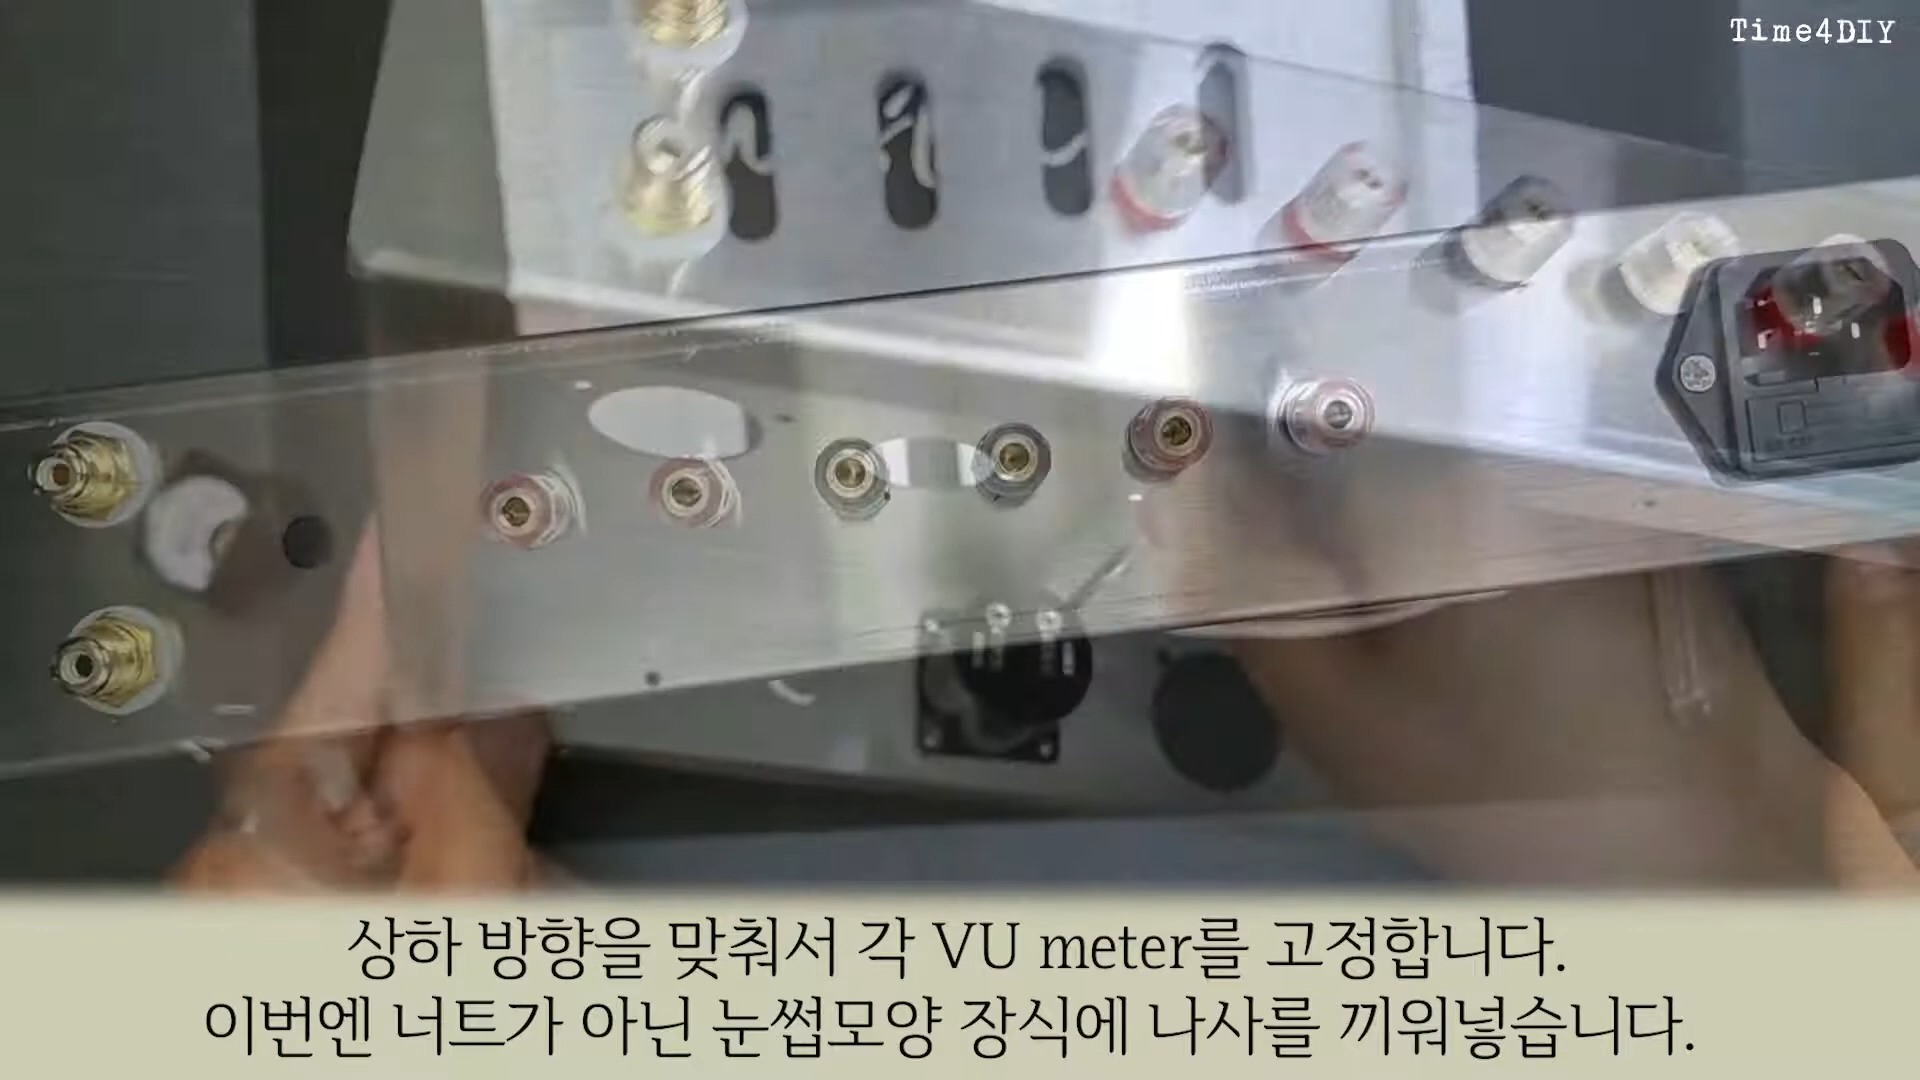 Time4DIY
상하 방향을 맞춰서 각 VU meter를 고정합니다.
이번엔 너트가 아닌 눈썹모양 장식에 나사를 끼워넣습니다.